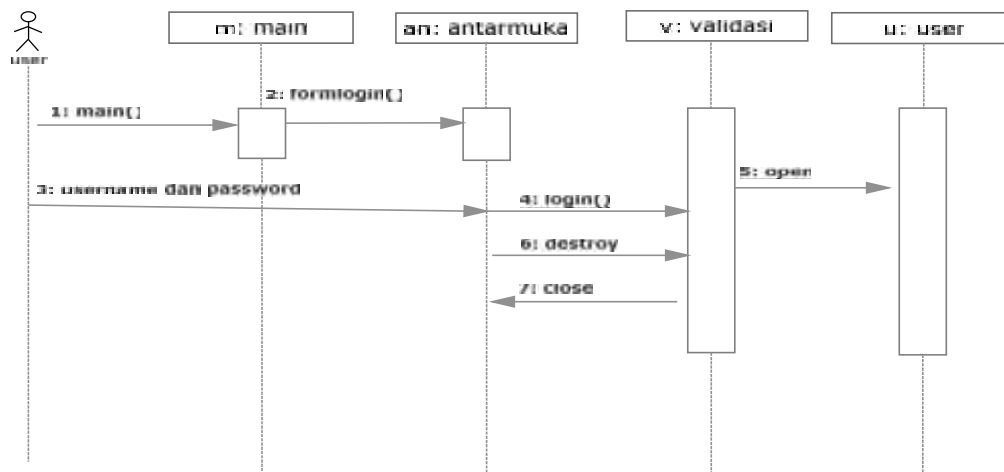 m: main
an: antarmuka
v: validasi
u: user
user
2: formlogin()
1: main()
5: open
3: username dan password
4: login()
6: destroy
7: close